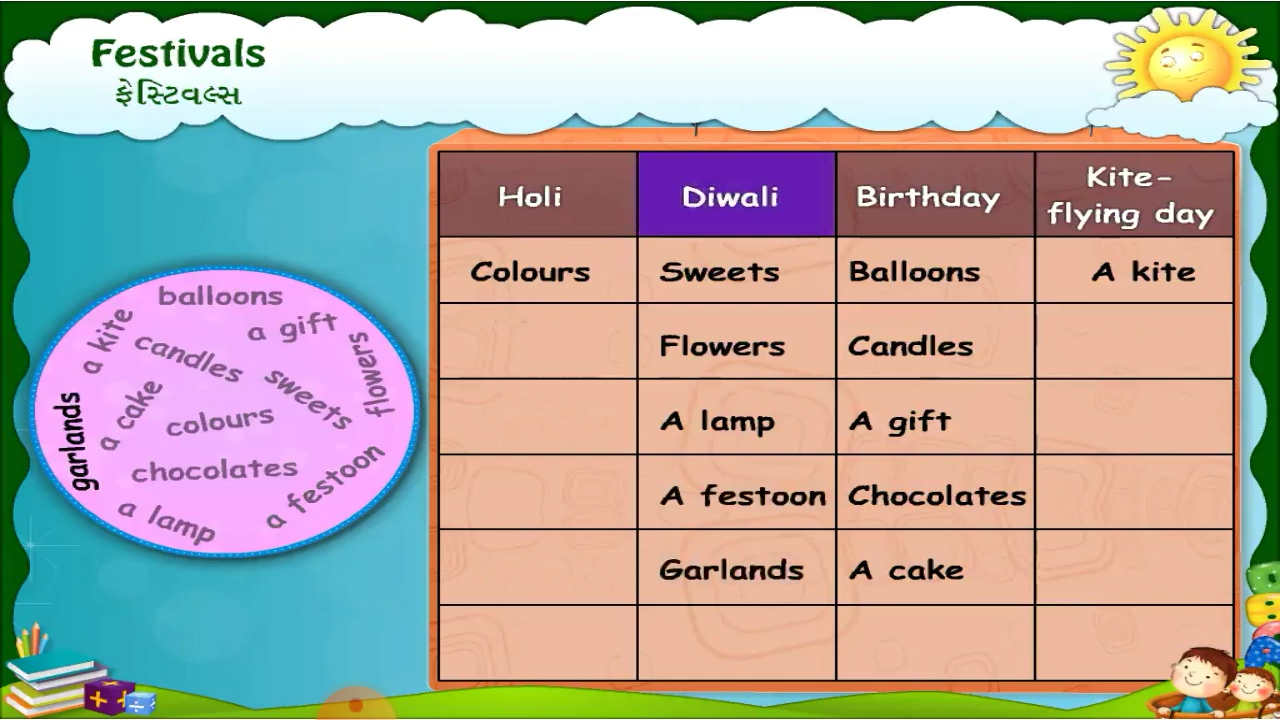 Festivals
ફેસ્ટિવલ્સ
balloons
a gift
a kite
candles
flowers
sweets
a cake
garlands
colours
chocolates
a festoon
a lamp
Holi Diwali Birthday Kite-
flying day
Colours Sweets Balloons A kite
Flowers Candles
A lamp A gift
A festoon Chocolates
Garlands A cake